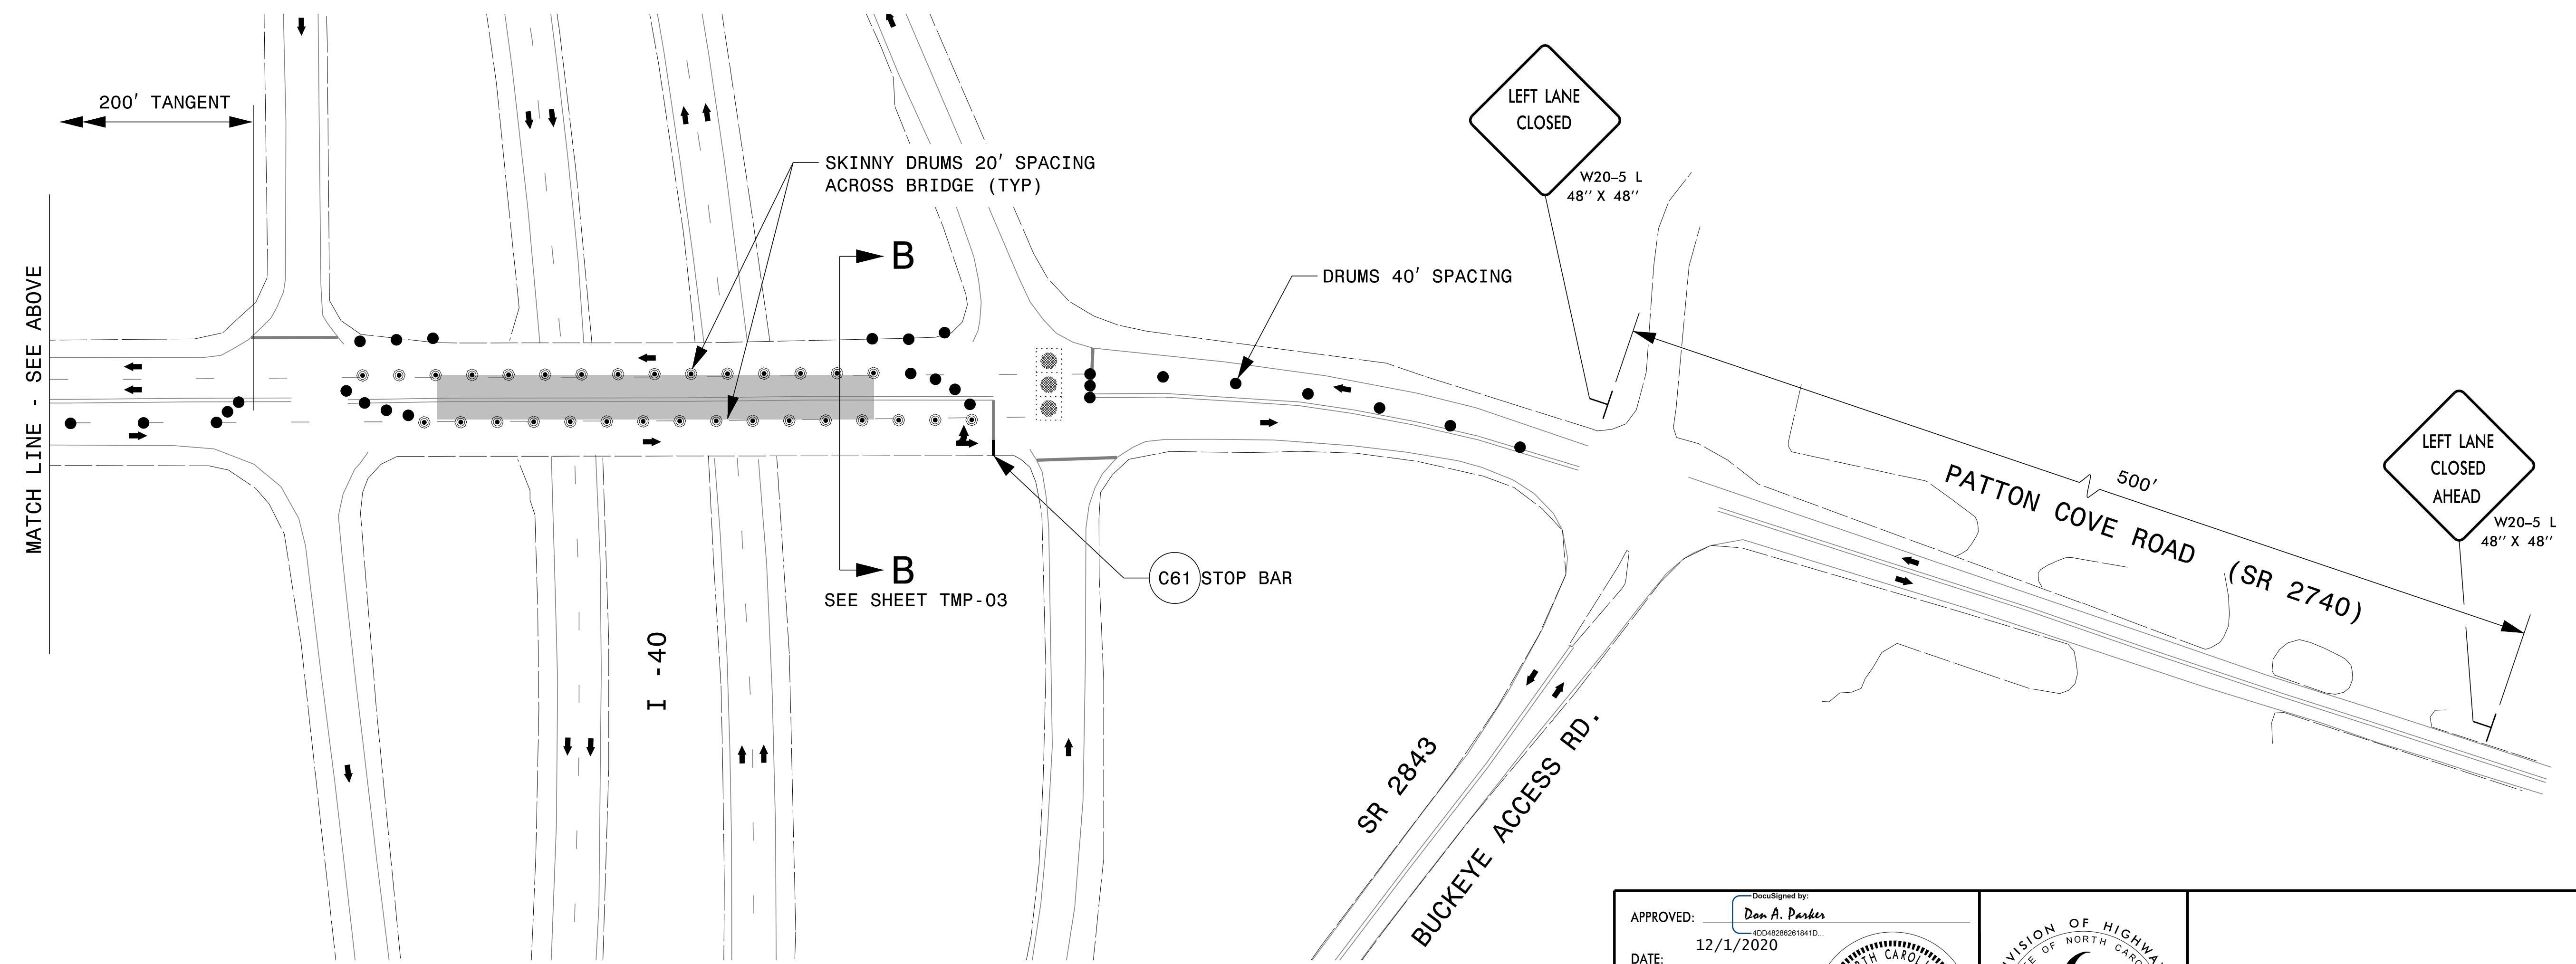 200' TANGENT
MATCH LINE - SEE ABOVE
SKINNY DRUMS 20' SPACING
ACROSS BRIDGE (TYP)
B
B
SEE SHEET TMP-03
I -40
DRUMS 40' SPACING
C61 STOP BAR
LEFT LANE
CLOSED
W20-5 L
48'' X 48''
500'
PATTON COVE ROAD (SR 2740)
LEFT LANE
CLOSED
AHEAD
W20-5 L
48'' X 48''
SR 2843
BUCKEYE ACCESS RD.
DocuSigned by:
APPROVED: Don A. Parker
4DD48286261841D...
12/1/2020
DATE: